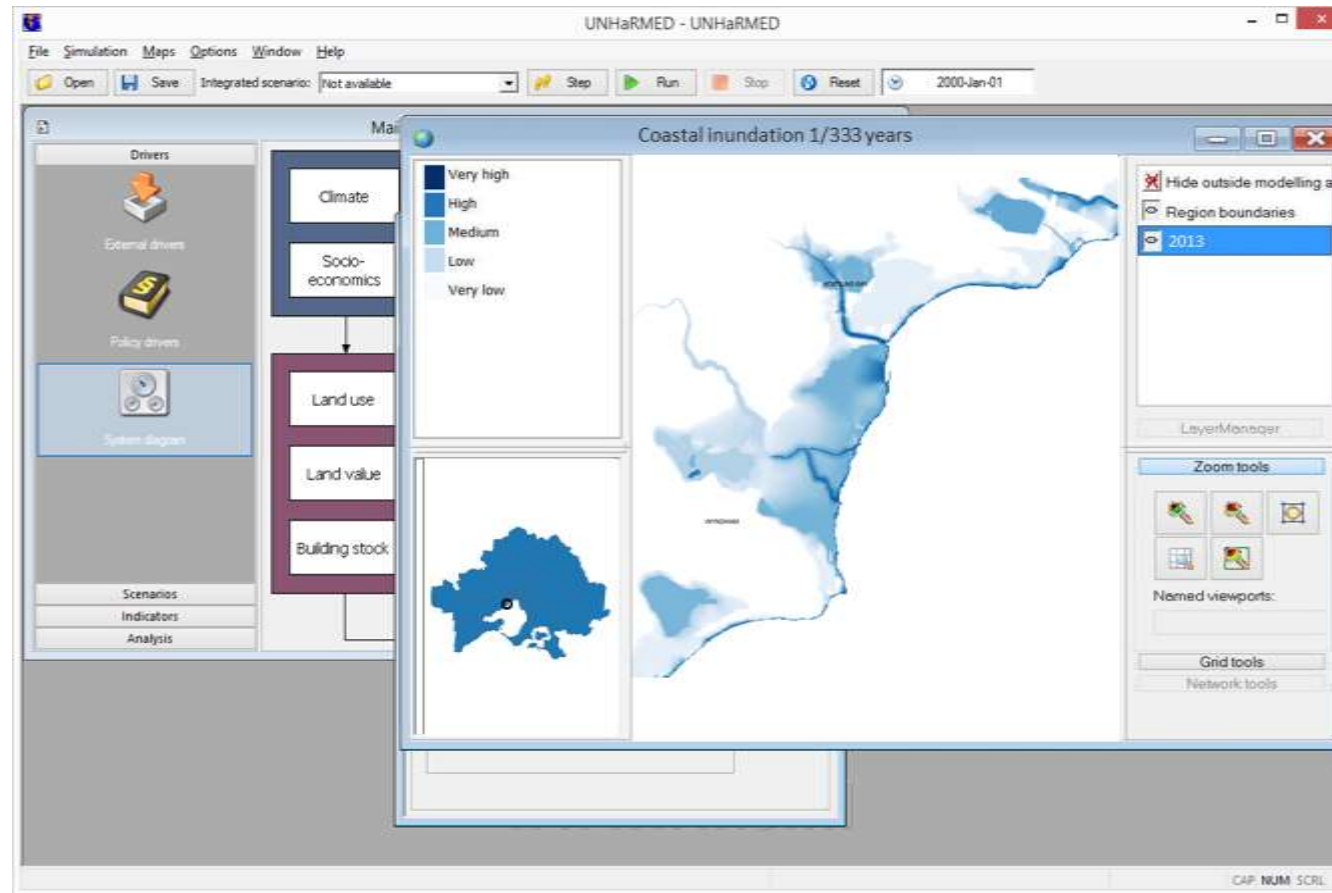 UNHaRMED - UNHaRMED
File Simulation Maps Options Window Help
Open Save Integrated scenario: Not available Step Run Stop Reset 2000-Jan-01
Drivers
External drivers
Policy drivers
System diagram
Scenarios
Indicators
Analysis
Climate
Socio-
economics
Land use
Land value
Building stock
Coastal inundation 1/333 years
Very high
High
Medium
Low
Very low
Hide outside modelling a
Region boundaries
2013
LayerManager
Zoom tools
Named viewports:
Grid tools
Network tools
CAP NUM SCRL